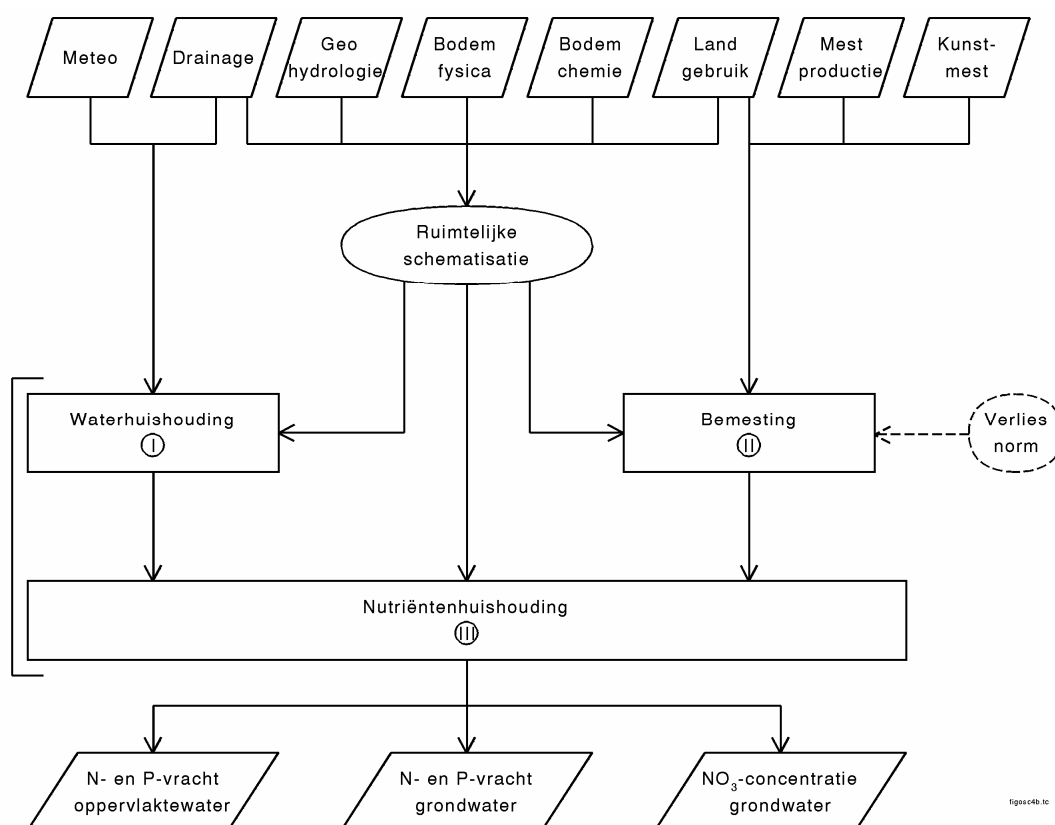 Meteo
Drainage
Geo
hydrologie
Bodem
fysica
Bodem
chemie
Land
gebruik
Mest
productie
Kunst-
mest
Ruimtelijke
schematisatie
Waterhuishouding
I
Bemesting
II
Verlies
norm
Nutriëntenhuishouding
III
N- en P-vracht
oppervlaktewater
N- en P-vracht
grondwater
NO3-concentratie
grondwater
figosc4b.tc